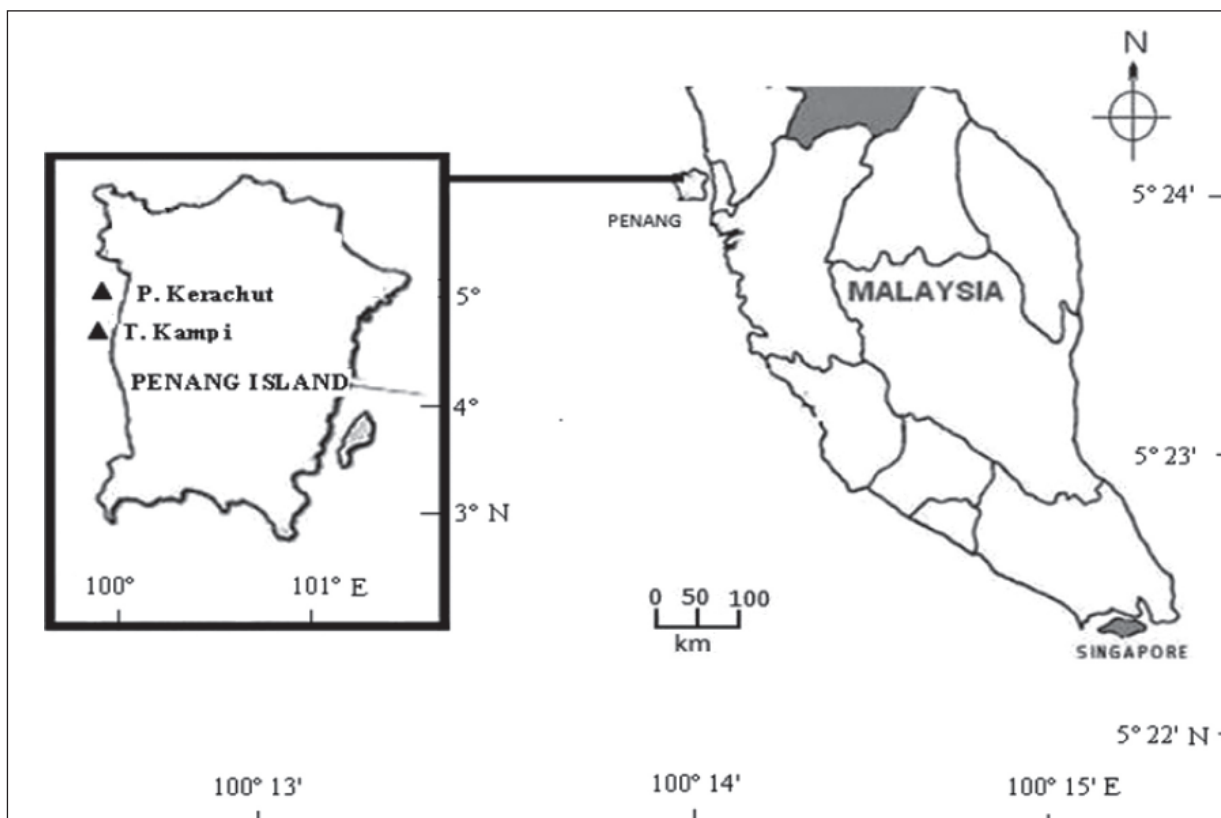 N
5° 24'
PENANG
P. Kerachut
5°
MALAYSIA
T. Kampi
PENANG ISLAND
4°
5° 23'
3° N
100°
101° E
0 50 100
km
SINGAPORE
5° 22' N
100° 13'
100° 14'
100° 15' E